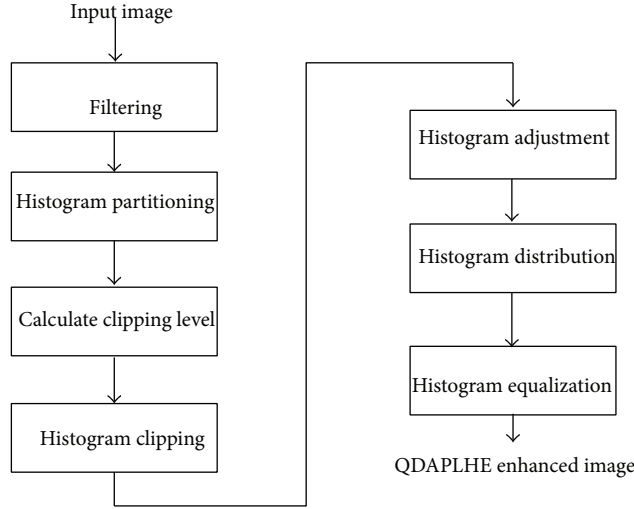 Input image
Filtering
Histogram partitioning
Calculate clipping level
Histogram clipping
Histogram adjustment
Histogram distribution
Histogram equalization
QDAPLHE enhanced image